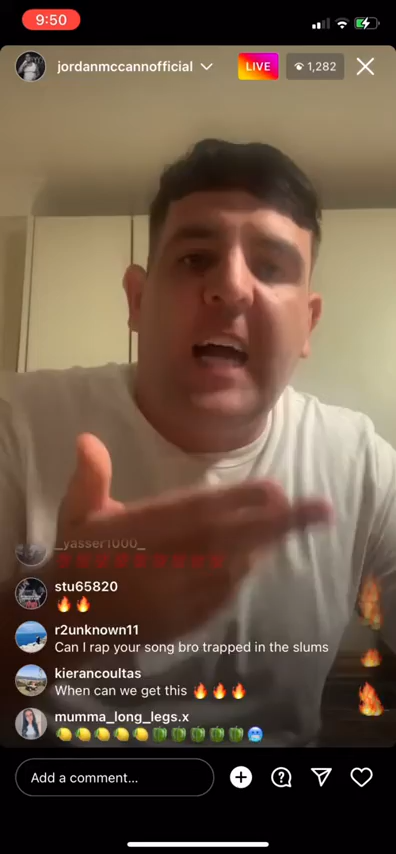 9:50
jordanmccannofficial
LIVE
1,282
_yasser1000_
stu65820
🔥🔥
r2unknown11
Can I rap your song bro trapped in the slums
kierancoultas
When can we get this 🔥🔥🔥
mumma_long_legs.x
🍋🍋🍋🍋🍋🫑🫑🫑🫑🫑🥶
Add a comment...